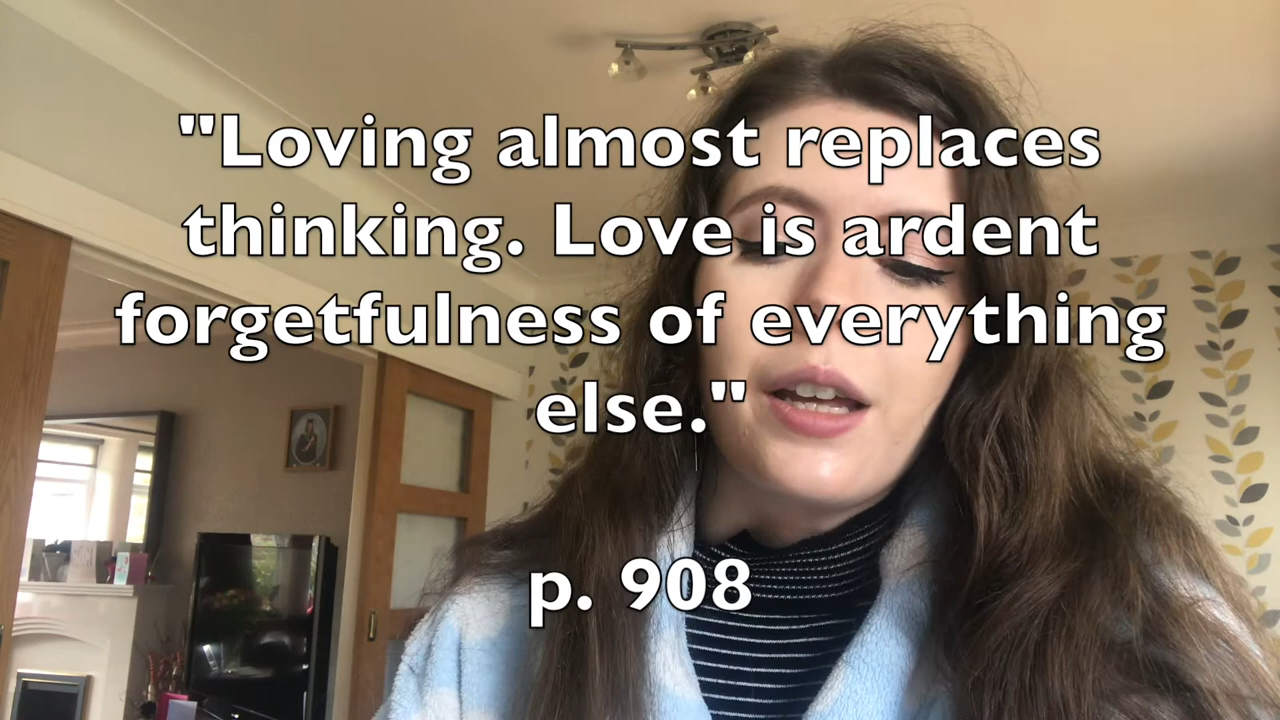 "Loving almost replaces
thinking. Love is ardent
forgetfulness of everything
else."
p. 908